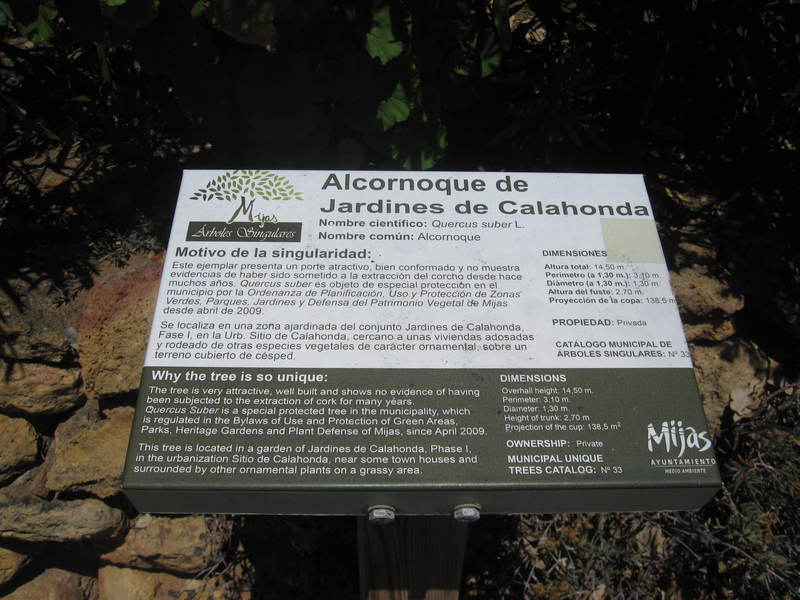 Mijas
Árboles Singulares
Alcornoque de
Jardines de Calahonda
Nombre científico: Quercus suber L.
Nombre común: Alcornoque
Motivo de la singularidad:
Este ejemplar presenta un porte atractivo, bien conformado y no muestra
evidencias de haber sido sometido a la extracción del corcho desde hace
muchos años. Quercus suber es objeto de especial protección en el
municipio por la Ordenanza de Planificación, Uso y Protección de Zonas
Verdes, Parques, Jardines y Defensa del Patrimonio Vegetal de Mijas
desde abril de 2009.
Se localiza en una zona ajardinada del conjunto Jardines de Calahonda,
Fase I, en la Urb. Sitio de Calahonda, cercano a unas viviendas adosadas
y rodeado de otras especies vegetales de carácter ornamental, sobre un
terreno cubierto de césped.
DIMENSIONES
Altura total: 14,50 m.
Perímetro (a 1,30 m.): 3,10 m.
Diámetro (a 1,30 m.): 1,30 m.
Altura del fuste: 2,70 m.
Proyección de la copa: 138,5 m²
PROPIEDAD: Privada
CATÁLOGO MUNICIPAL DE
ÁRBOLES SINGULARES: Nº 33
Why the tree is so unique:
The tree is very attractive, well built and shows no evidence of having
been subjected to the extraction of cork for many years.
Quercus Suber is a special protected tree in the municipality, which
is regulated in the Bylaws of Use and Protection of Green Areas,
Parks, Heritage Gardens and Plant Defense of Mijas, since April 2009.
This tree is located in a garden of Jardines de Calahonda, Phase I,
in the urbanization Sitio de Calahonda, near some town houses and
surrounded by other ornamental plants on a grassy area.
DIMENSIONS
Overhall height: 14,50 m.
Perimeter: 3,10 m.
Diameter: 1,30 m.
Height of trunk: 2,70 m
Projection of the cup: 138,5 m²
OWNERSHIP: Private
MUNICIPAL UNIQUE
TREES CATALOG: Nº 33
Mijas
AYUNTAMIENTO
MEDIO AMBIENTE